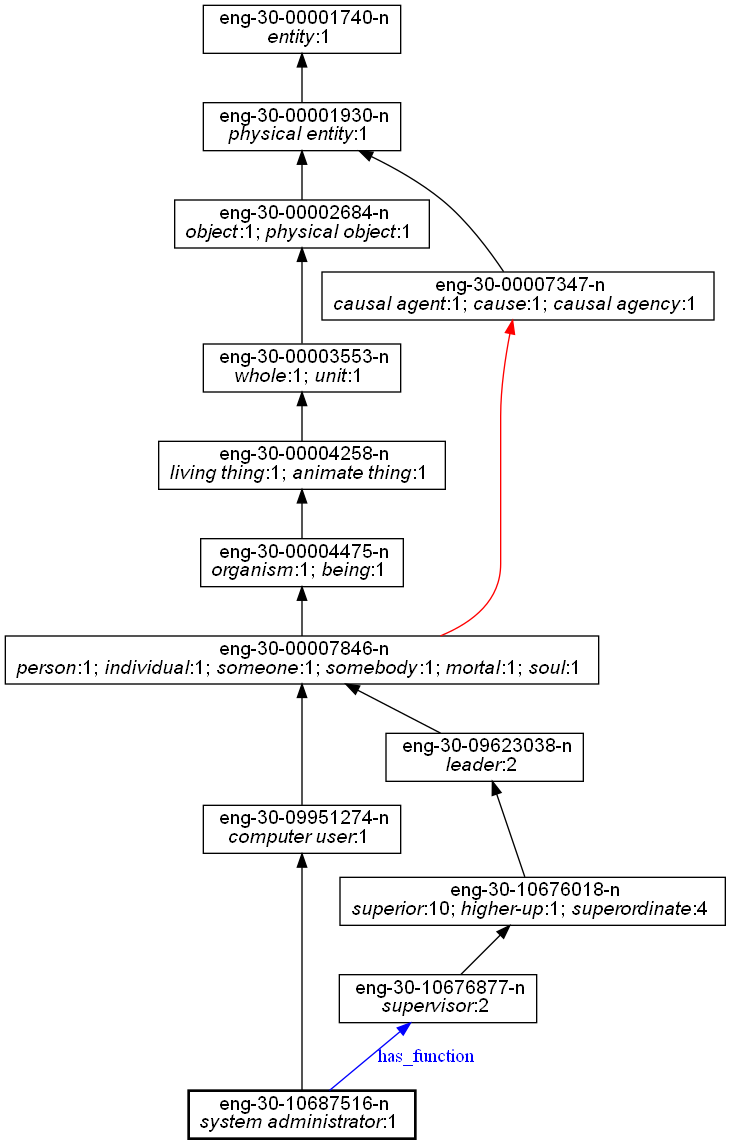 eng-30-00001740-n
entity:1
eng-30-00001930-n
physical entity:1
eng-30-00002684-n
object:1; physical object:1
eng-30-00007347-n
causal agent:1; cause:1; causal agency:1
eng-30-00003553-n
whole:1; unit:1
eng-30-00004258-n
living thing:1; animate thing:1
eng-30-00004475-n
organism:1; being:1
eng-30-00007846-n
person:1; individual:1; someone:1; somebody:1; mortal:1; soul:1
eng-30-09623038-n
leader:2
eng-30-09951274-n
computer user:1
eng-30-10676018-n
superior:10; higher-up:1; superordinate:4
eng-30-10676877-n
supervisor:2
has_function
eng-30-10687516-n
system administrator:1